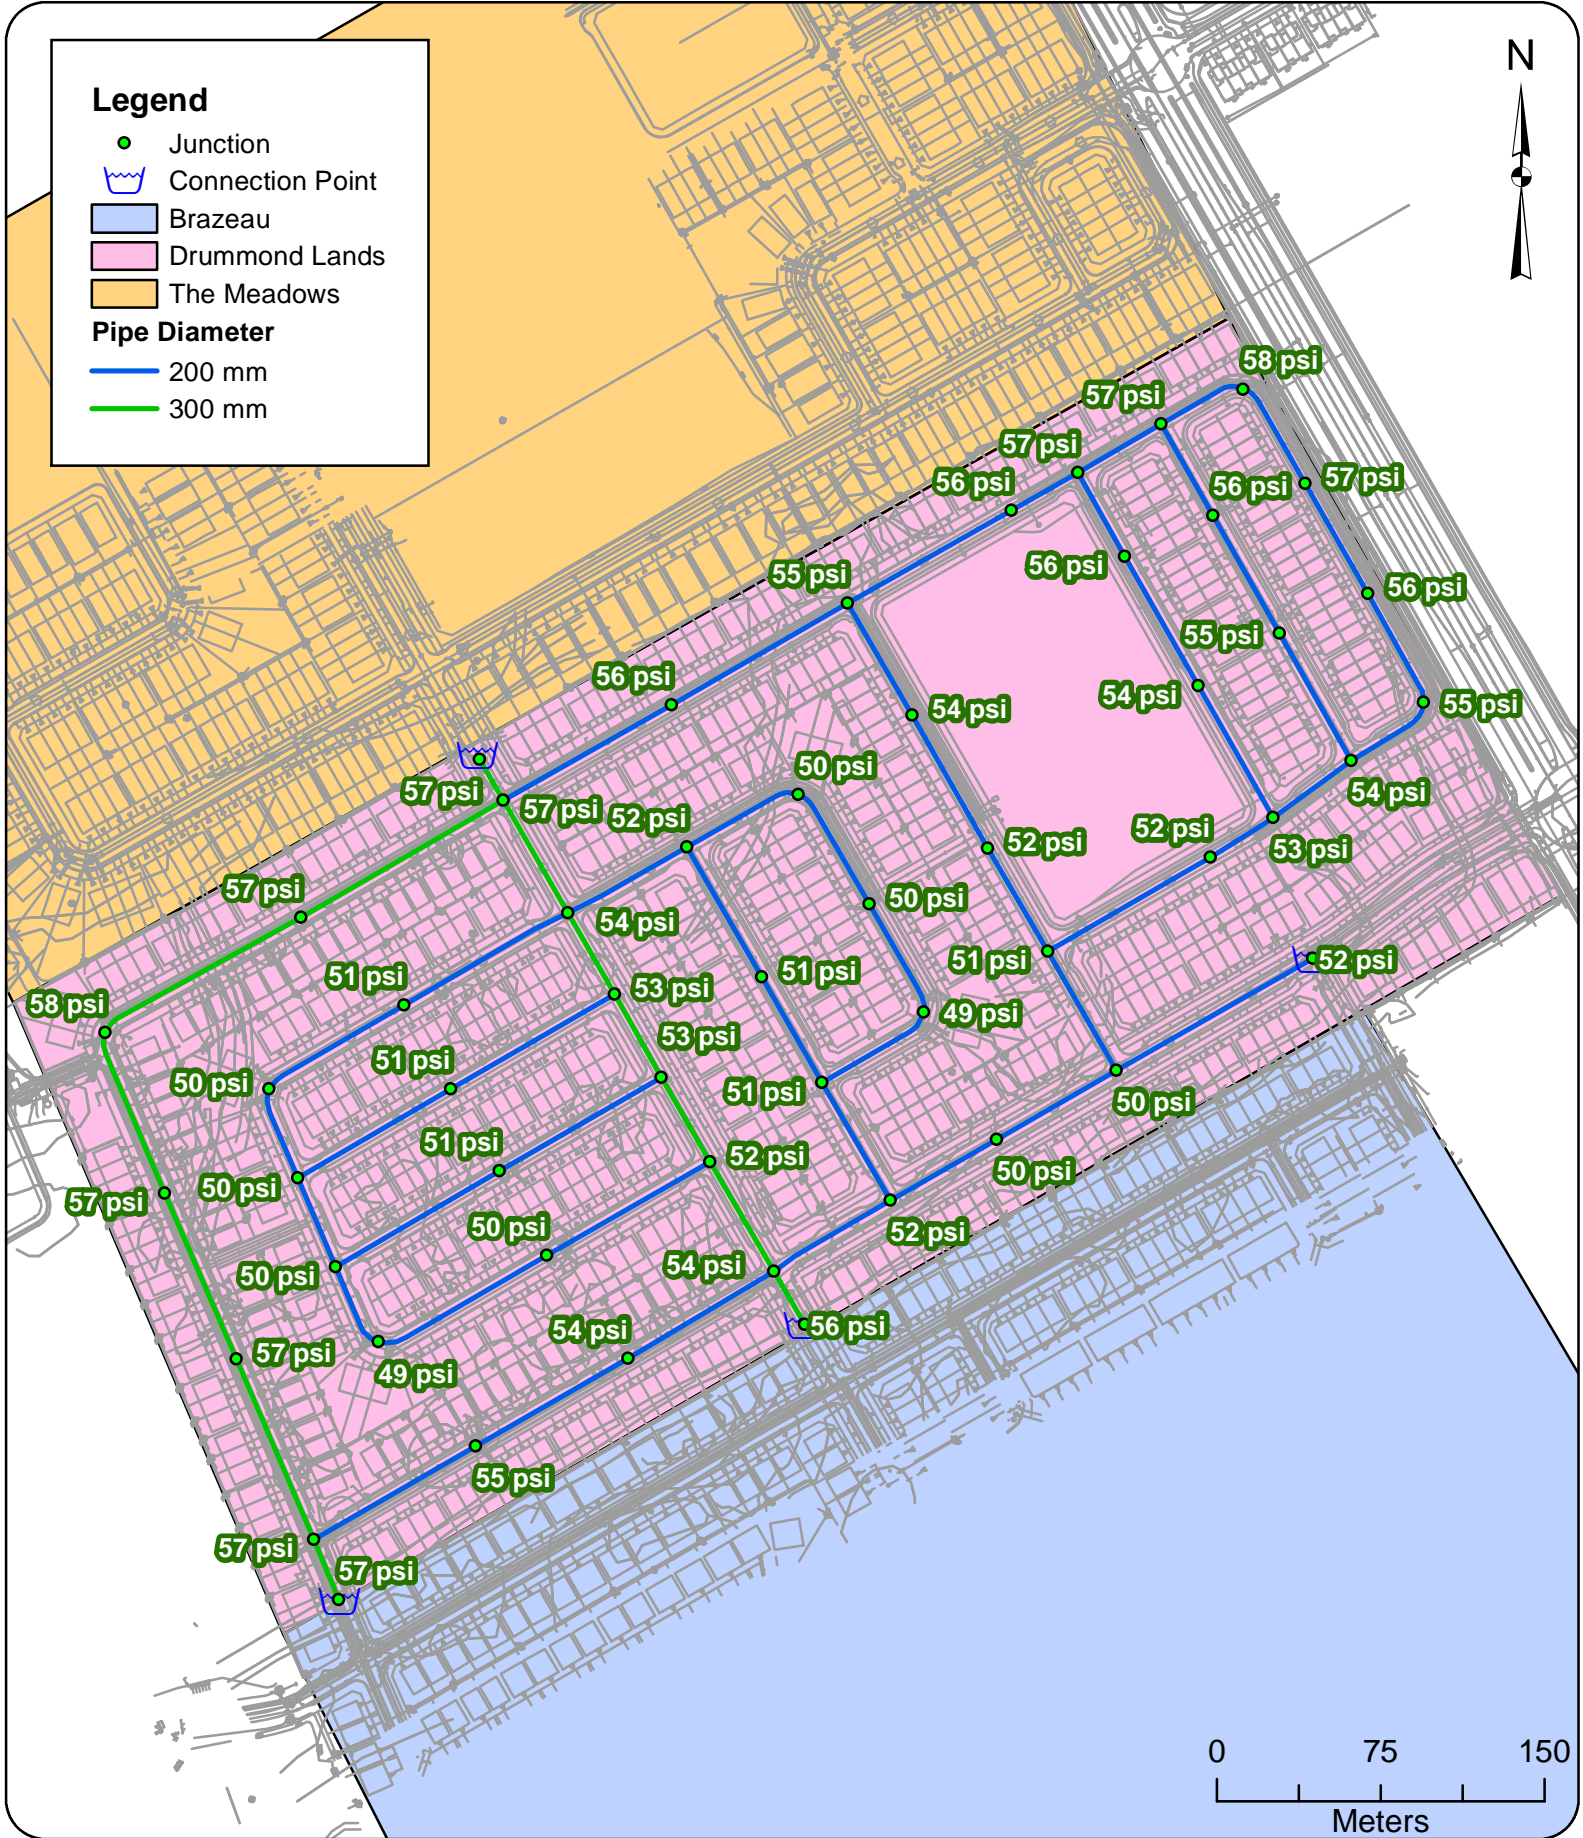 N
Legend
Junction
Connection Point
Brazeau
Drummond Lands
The Meadows
Pipe Diameter
200 mm
300 mm
58 psi
57 psi
57 psi
56 psi
57 psi
56 psi
56 psi
55 psi
56 psi
55 psi
56 psi
54 psi
54 psi
55 psi
50 psi
57 psi
57 psi
52 psi
54 psi
52 psi
52 psi
53 psi
57 psi
50 psi
54 psi
51 psi
52 psi
51 psi
51 psi
53 psi
58 psi
49 psi
53 psi
51 psi
50 psi
51 psi
50 psi
51 psi
52 psi
50 psi
50 psi
57 psi
50 psi
52 psi
54 psi
50 psi
54 psi
56 psi
57 psi
49 psi
55 psi
57 psi
57 psi
0 75 150
Meters